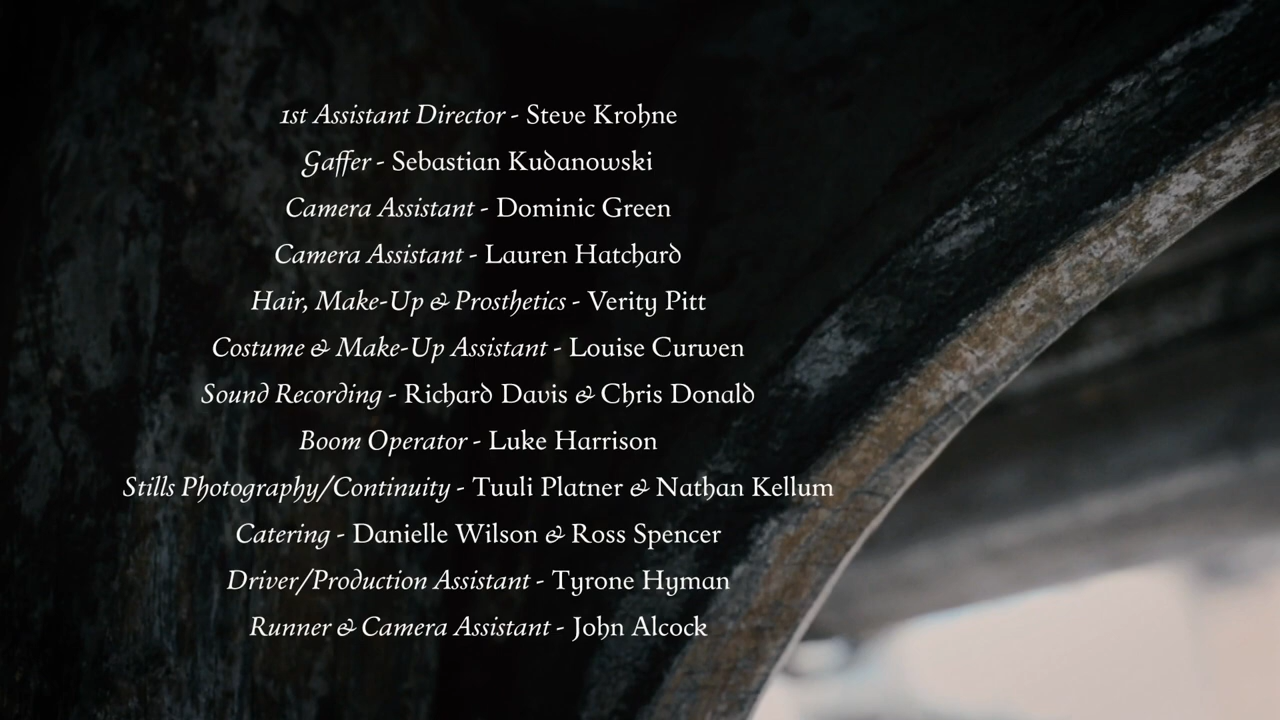 1st Assistant Director - Steve Krohne
Gaffer - Sebastian Kudanowski
Camera Assistant - Dominic Green
Camera Assistant - Lauren Hatchard
Hair, Make-Up & Prosthetics - Verity Pitt
Costume & Make-Up Assistant - Louise Curwen
Sound Recording - Richard Davis & Chris Donald
Boom Operator - Luke Harrison
Stills Photography/Continuity - Tuuli Platner & Nathan Kellum
Catering - Danielle Wilson & Ross Spencer
Driver/Production Assistant - Tyrone Hyman
Runner & Camera Assistant - John Alcock